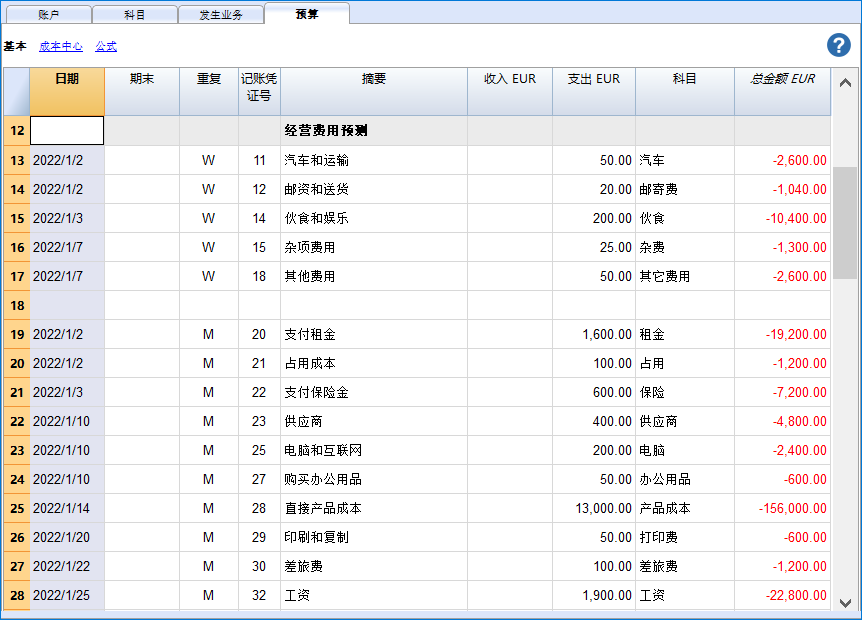 账户 科目 发生业务 预算
基本 成本中心 公式 ?
日期 期末 重复 记账凭证号 摘要 收入 EUR 支出 EUR 科目 总金额 EUR
12 经营费用预测
13 2022/1/2 W 11 汽车和运输 50.00 汽车 -2,600.00
14 2022/1/2 W 12 邮资和送货 20.00 邮寄费 -1,040.00
15 2022/1/3 W 14 伙食和娱乐 200.00 伙食 -10,400.00
16 2022/1/7 W 15 杂项费用 25.00 杂费 -1,300.00
17 2022/1/7 W 18 其他费用 50.00 其它费用 -2,600.00
18
19 2022/1/2 M 20 支付租金 1,600.00 租金 -19,200.00
20 2022/1/2 M 21 占用成本 100.00 占用 -1,200.00
21 2022/1/3 M 22 支付保险金 600.00 保险 -7,200.00
22 2022/1/10 M 23 供应商 400.00 供应商 -4,800.00
23 2022/1/10 M 25 电脑和互联网 200.00 电脑 -2,400.00
24 2022/1/10 M 27 购买办公用品 50.00 办公用品 -600.00
25 2022/1/14 M 28 直接产品成本 13,000.00 产品成本 -156,000.00
26 2022/1/20 M 29 印刷和复制 50.00 打印费 -600.00
27 2022/1/22 M 30 差旅费 100.00 差旅费 -1,200.00
28 2022/1/25 M 32 工资 1,900.00 工资 -22,800.00